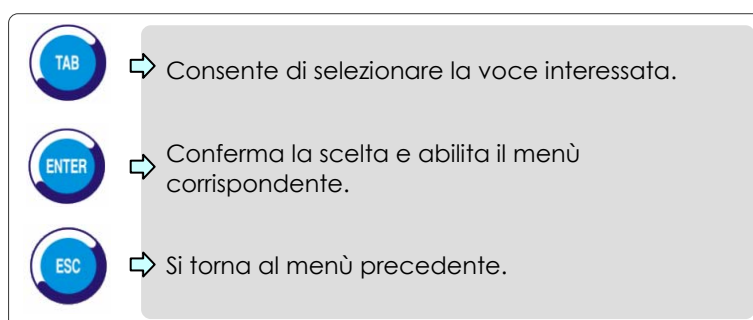 TAB
Consente di selezionare la voce interessata.
ENTER
Conferma la scelta e abilita il menù
corrispondente.
ESC
Si torna al menù precedente.